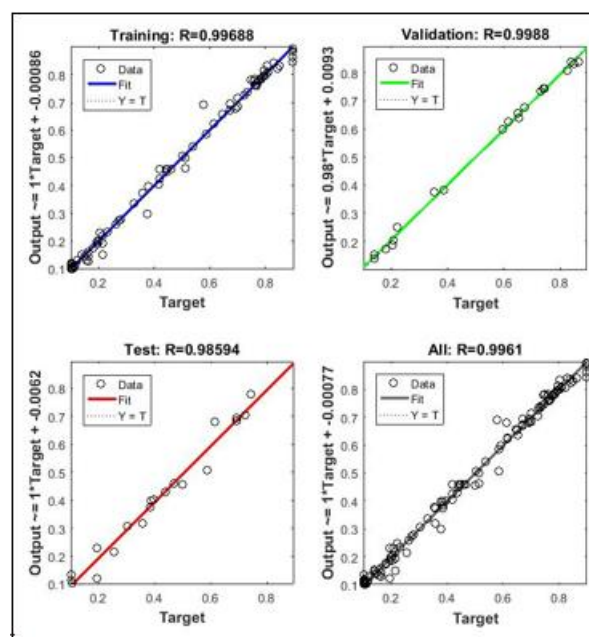 Training: R=0.99688
Output ~= 1*Target + -0.00086
0.8
0.7
0.6
0.5
0.4
0.3
0.2
0.1
Data
Fit
Y = T
0.2 0.4 0.6 0.8
Target
Validation: R=0.9988
Output ~= 0.98*Target + 0.0093
0.8
0.7
0.6
0.5
0.4
0.3
0.2
Data
Fit
Y = T
0.2 0.4 0.6 0.8
Target
Test: R=0.98594
Output ~= 1*Target + -0.0062
0.8
0.7
0.6
0.5
0.4
0.3
0.2
0.1
Data
Fit
Y = T
0.2 0.4 0.6 0.8
Target
All: R=0.9961
Output ~= 1*Target + -0.00077
0.8
0.7
0.6
0.5
0.4
0.3
0.2
0.1
Data
Fit
Y = T
0.2 0.4 0.6 0.8
Target